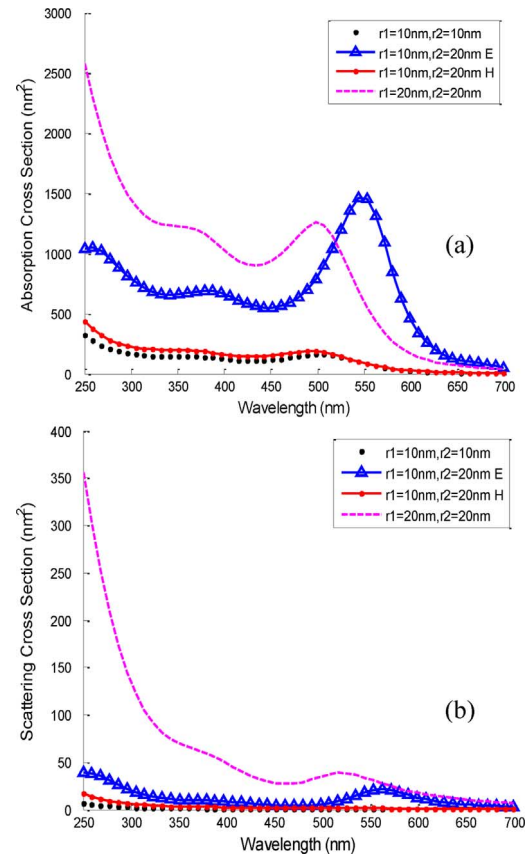 (a)
3000
2500
2000
1500
1000
500
0
Absorption Cross Section (nm²)
r1=10nm,r2=10nm
r1=10nm,r2=20nm E
r1=10nm,r2=20nm H
r1=20nm,r2=20nm
250 300 350 400 450 500 550 600 650 700
Wavelength (nm)
(b)
400
350
300
250
200
150
100
50
0
Scattering Cross Section (nm²)
r1=10nm,r2=10nm
r1=10nm,r2=20nm E
r1=10nm,r2=20nm H
r1=20nm,r2=20nm
250 300 350 400 450 500 550 600 650 700
Wavelength (nm)